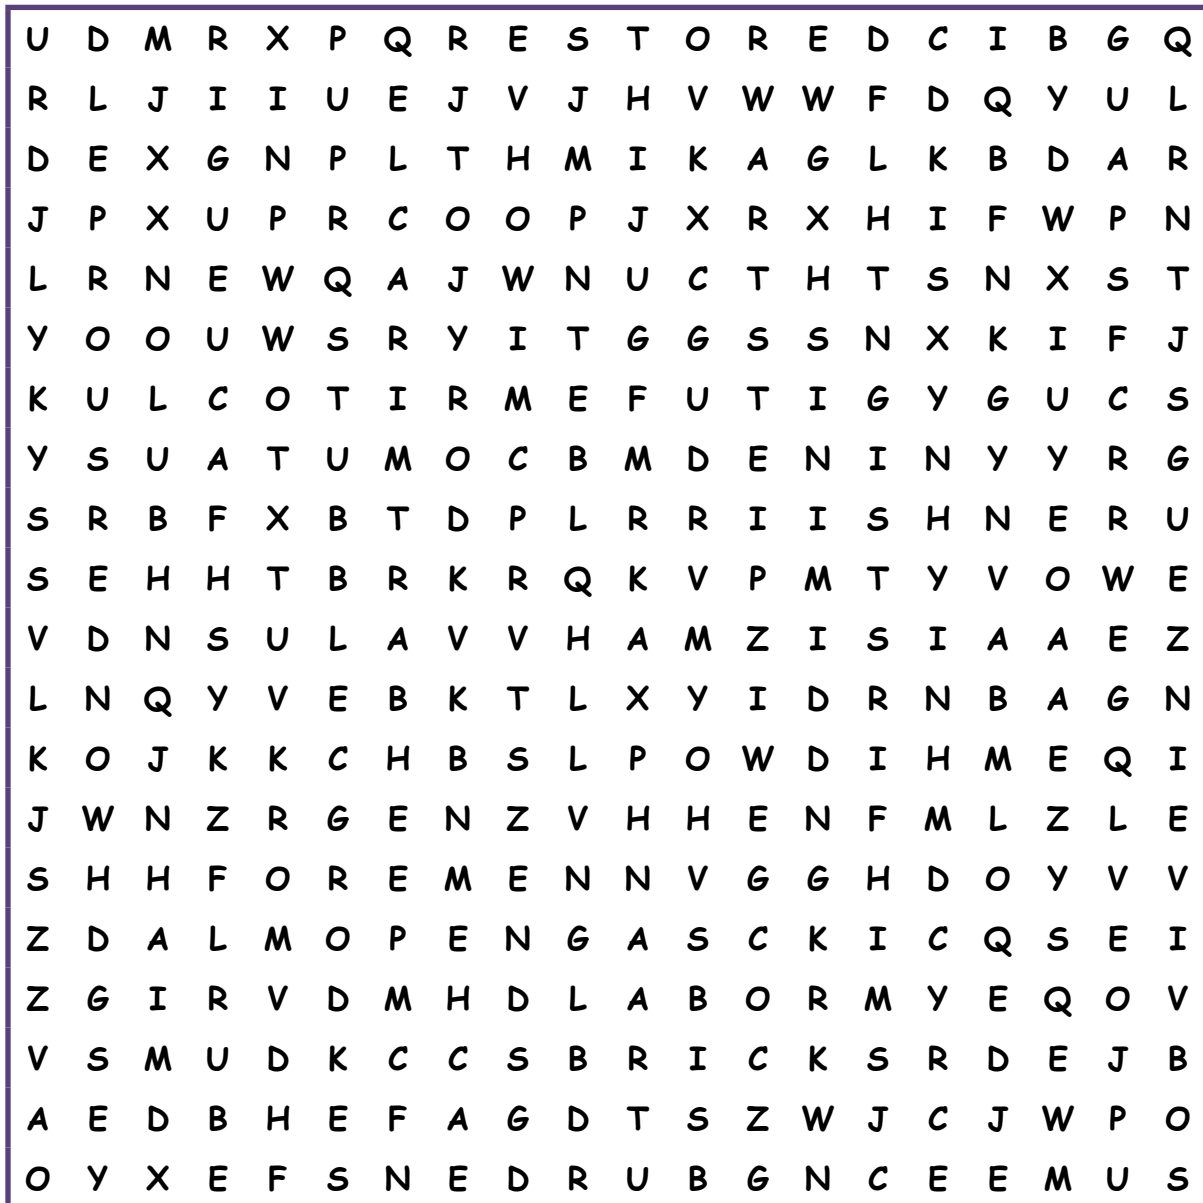 U D M R X P Q R E S T O R E D C I B G Q
R L J I I U E J V J H V W W F D Q Y U L
D E X G N P L T H M I K A G L K B D A R
J P X U P R C O O P J X R X H I F W P N
L R N E W Q A J W N U C T H T S N X S T
Y O O U W S R Y I T G G S S N X K I F J
K U L C O T I R M E F U T I G Y G U C S
Y S U A T U M O C B M D E N I N Y Y R G
S R B F X B T D P L R R I I S H N E R U
S E H H T B R K R Q K V P M T Y V O W E
V D N S U L A V V H A M Z I S I A A E Z
L N Q Y V E B K T L X Y I D R N B A G N
K O J K K C H B S L P O W D I H M E Q I
J W N Z R G E N Z V H H E N F M L Z L E
S H H F O R E M E N N V G G H D O Y V V
Z D A L M O P E N G A S C K I C Q S E I
Z G I R V D M H D L A B O R M Y E Q O V
V S M U D K C C S B R I C K S R D E J B
A E D B H E F A G D T S Z W J C J W P O
O Y X E F S N E D R U B G N C E E M U S